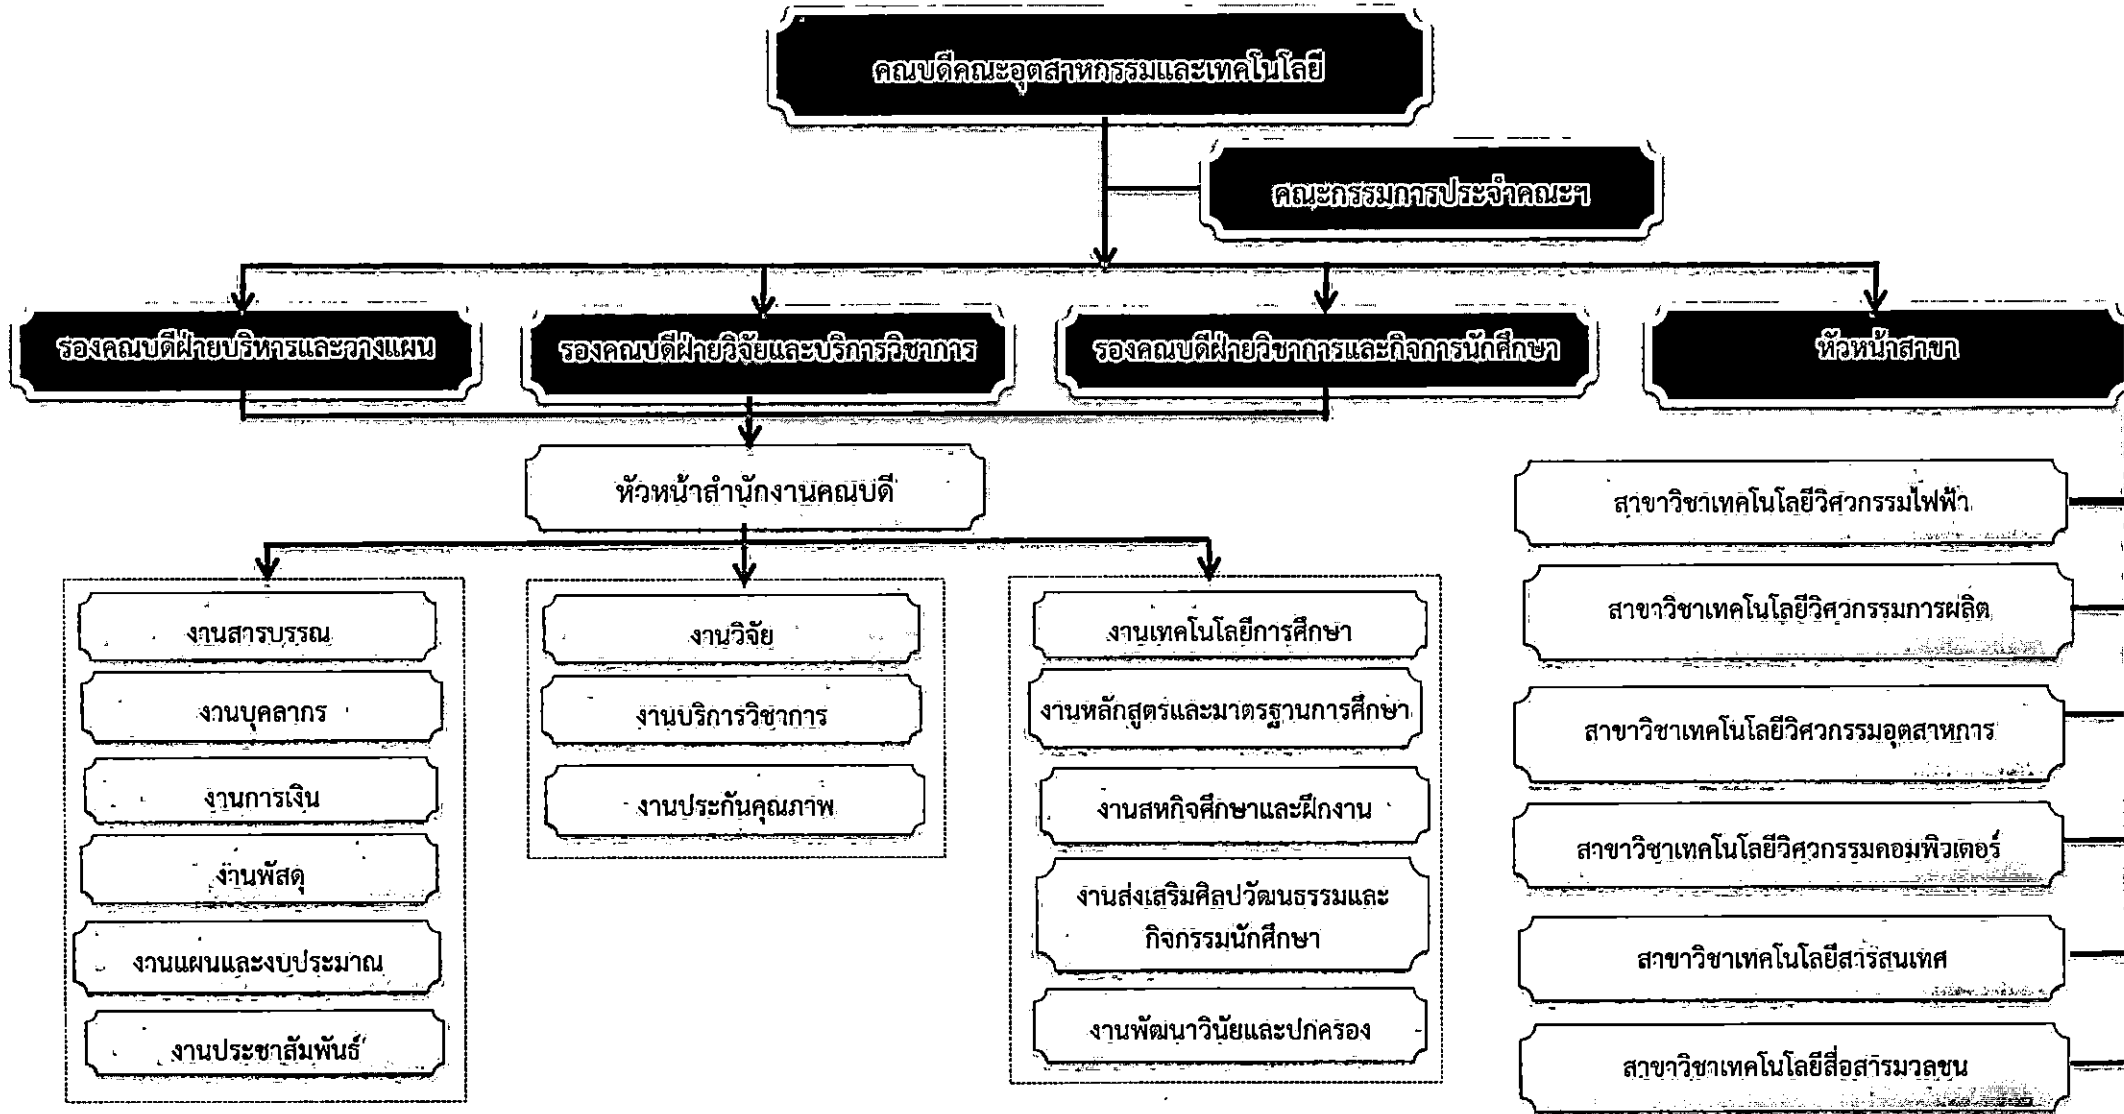 คณบดีคณะอุตสาหกรรมและเทคโนโลยี
คณะกรรมการประจำคณะฯ
รองคณบดีฝ่ายบริหารและวางแผน
รองคณบดีฝ่ายวิจัยและบริการวิชาการ
รองคณบดีฝ่ายวิชาการและกิจการนักศึกษา
หัวหน้าสาขา
หัวหน้าสำนักงานคณบดี
งานสารบรรณ
งานบุคลากร
งานการเงิน
งานพัสดุ
งานแผนและงบประมาณ
งานประชาสัมพันธ์
งานวิจัย
งานบริการวิชาการ
งานประกันคุณภาพ
งานเทคโนโลยีการศึกษา
งานหลักสูตรและมาตรฐานการศึกษา
งานสหกิจศึกษาและฝึกงาน
งานส่งเสริมศิลปวัฒนธรรมและ
กิจกรรมนักศึกษา
งานพัฒนาวินัยและปกครอง
สาขาวิชาเทคโนโลยีวิศวกรรมไฟฟ้า
สาขาวิชาเทคโนโลยีวิศวกรรมการผลิต
สาขาวิชาเทคโนโลยีวิศวกรรมอุตสาหการ
สาขาวิชาเทคโนโลยีวิศวกรรมคอมพิวเตอร์
สาขาวิชาเทคโนโลยีสารสนเทศ
สาขาวิชาเทคโนโลยีสื่อสารมวลชน